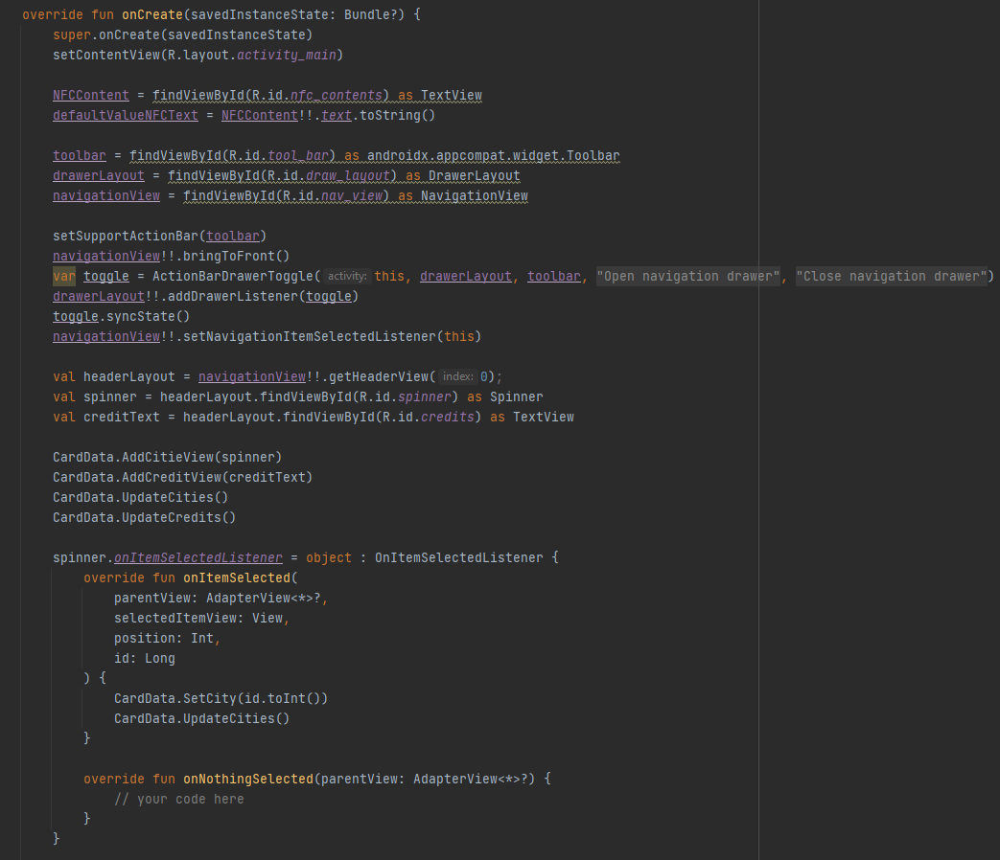 override fun onCreate(savedInstanceState: Bundle?) {
    super.onCreate(savedInstanceState)
    setContentView(R.layout.activity_main)

    NFCContent = findViewById(R.id.nfc_contents) as TextView
    defaultValueNFCText = NFCContent!!.text.toString()

    toolbar = findViewById(R.id.tool_bar) as androidx.appcompat.widget.Toolbar
    drawerLayout = findViewById(R.id.draw_layout) as DrawerLayout
    navigationView = findViewById(R.id.nav_view) as NavigationView

    setSupportActionBar(toolbar)
    navigationView!!.bringToFront()
    var toggle = ActionBarDrawerToggle( activity: this, drawerLayout, toolbar, "Open navigation drawer", "Close navigation drawer")
    drawerLayout!!.addDrawerListener(toggle)
    toggle.syncState()
    navigationView!!.setNavigationItemSelectedListener(this)

    val headerLayout = navigationView!!.getHeaderView( index: 0);
    val spinner = headerLayout.findViewById(R.id.spinner) as Spinner
    val creditText = headerLayout.findViewById(R.id.credits) as TextView

    CardData.AddCitieView(spinner)
    CardData.AddCreditView(creditText)
    CardData.UpdateCities()
    CardData.UpdateCredits()

    spinner.onItemSelectedListener = object : OnItemSelectedListener {
        override fun onItemSelected(
            parentView: AdapterView<*>?,
            selectedItemView: View,
            position: Int,
            id: Long
        ) {
            CardData.SetCity(id.toInt())
            CardData.UpdateCities()
        }

        override fun onNothingSelected(parentView: AdapterView<*>?) {
            // your code here
        }
    }